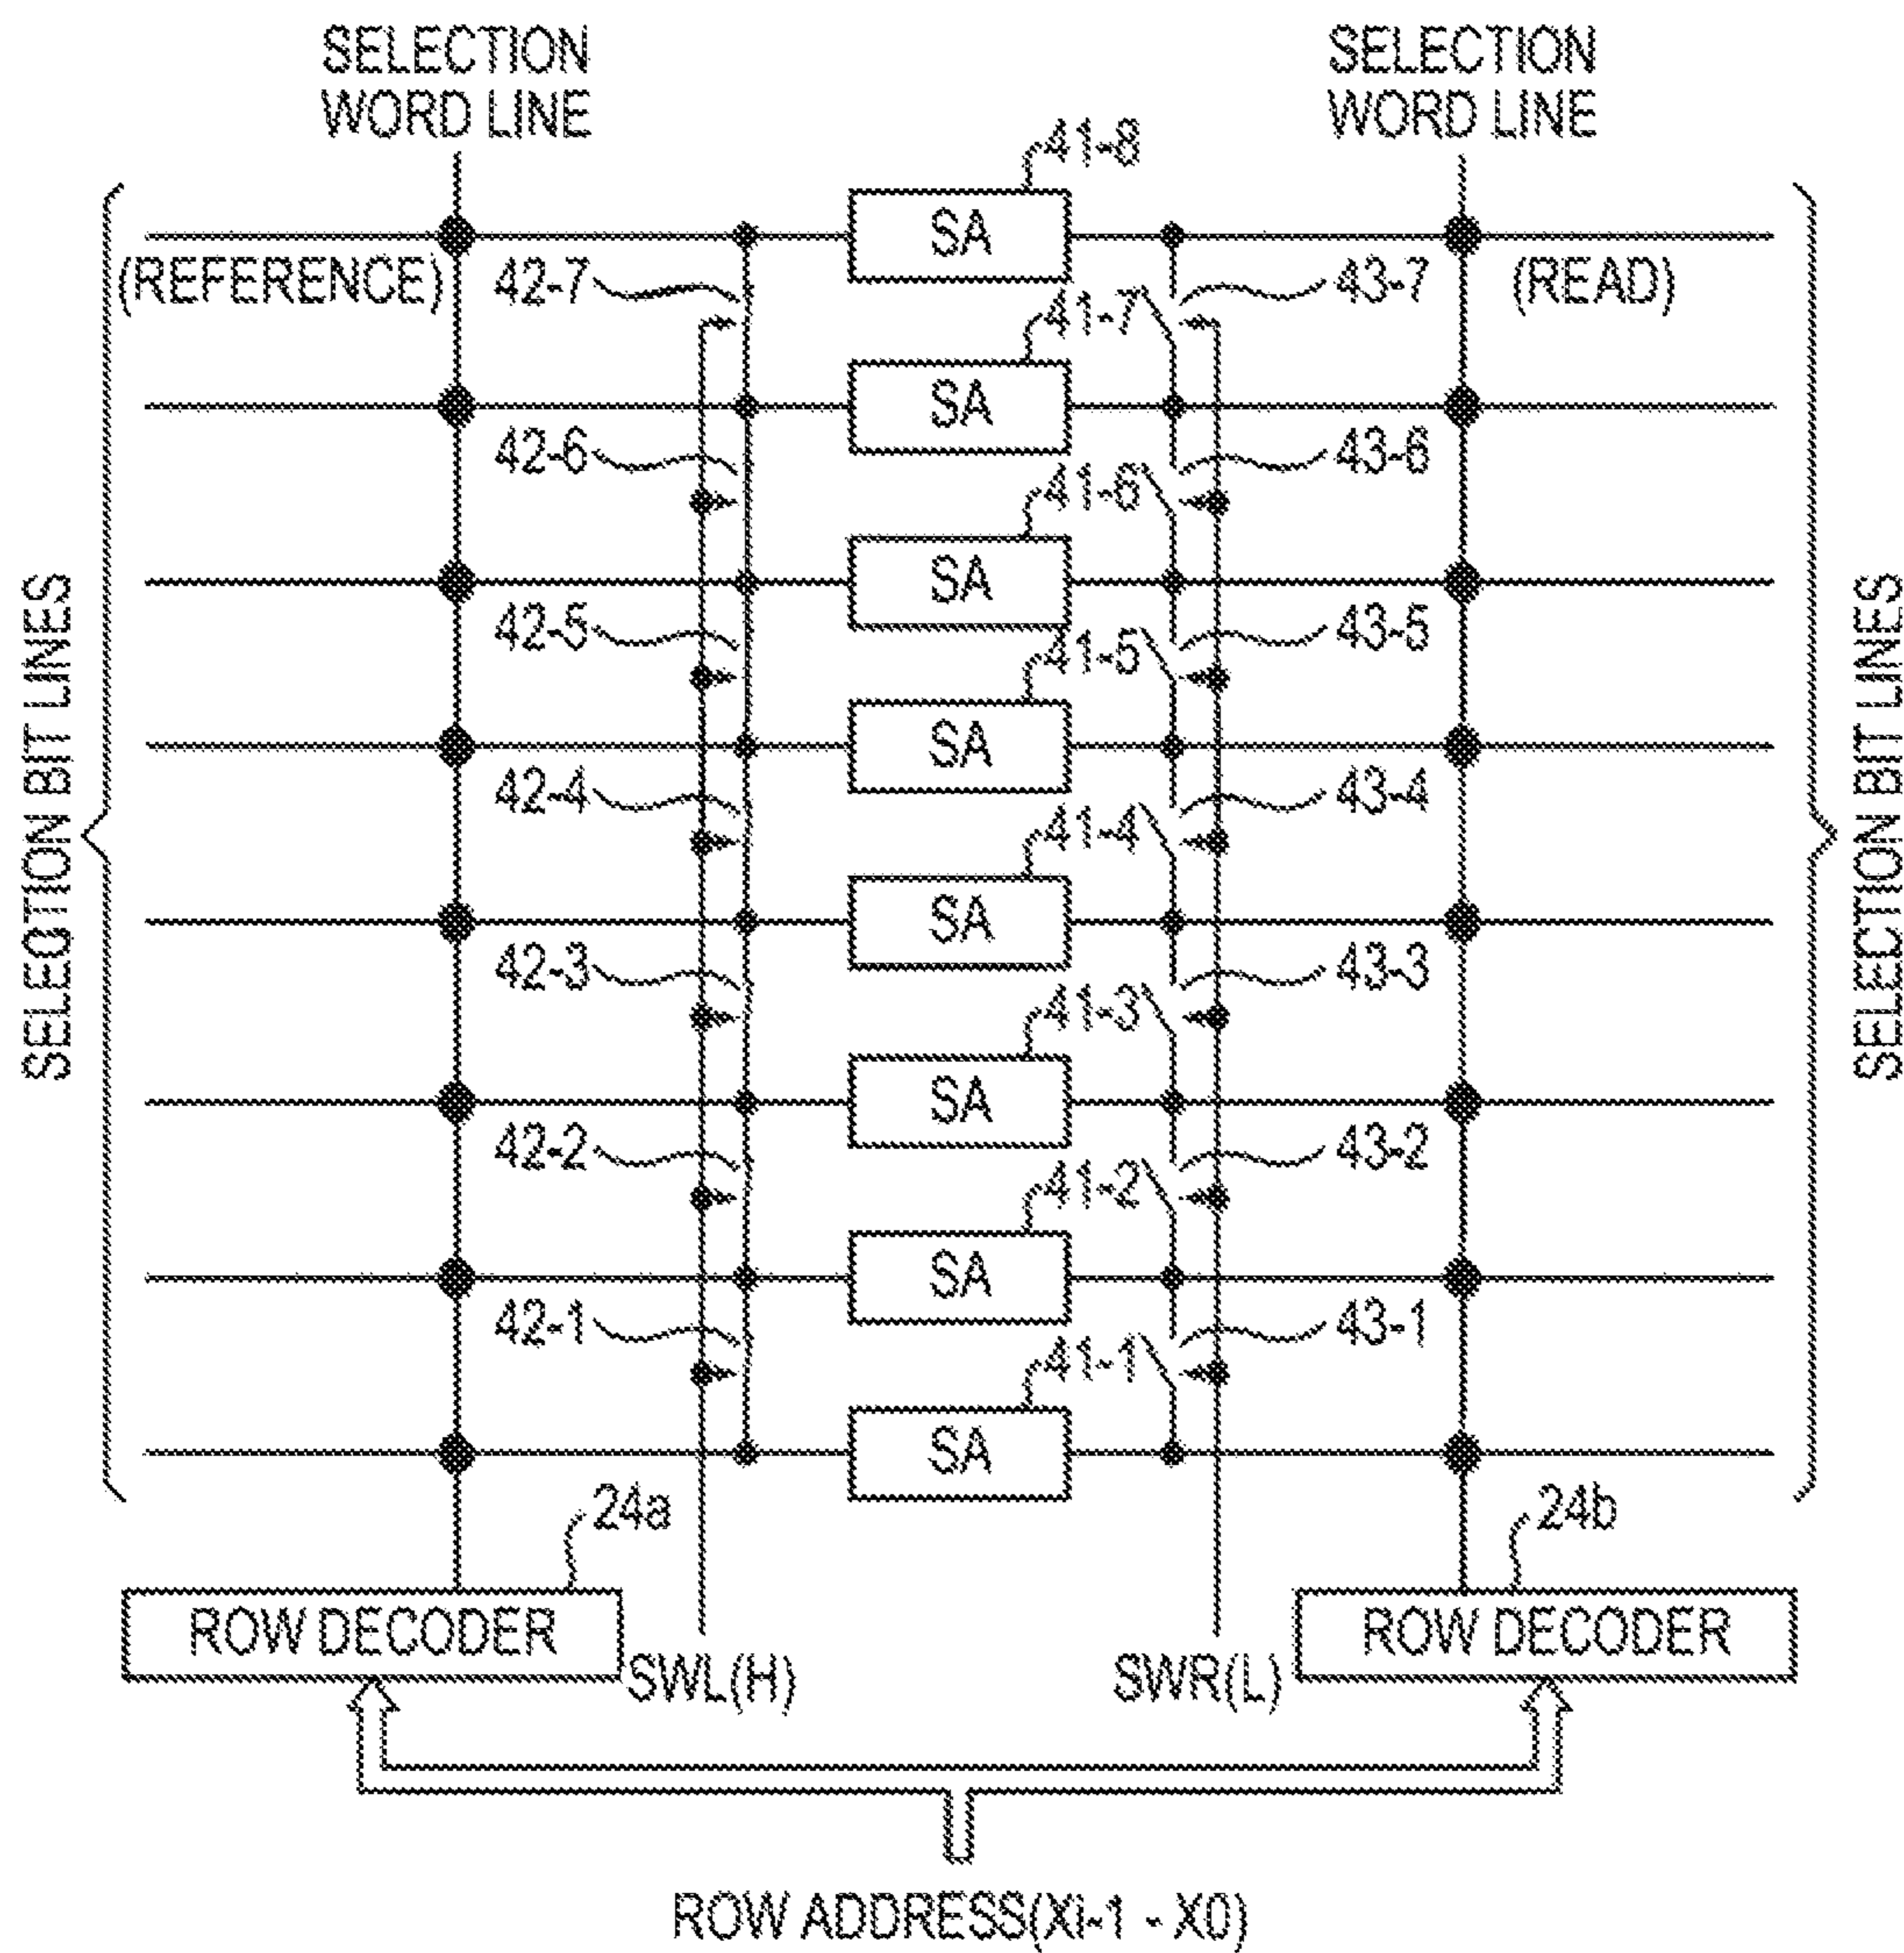 SELECTION
WORD LINE
SELECTION
WORD LINE
41-8
SA
(REFERENCE)
42-7
43-7
(READ)
41-7
SA
42-6
43-6
41-6
SA
42-5
43-5
41-5
SA
42-4
43-4
41-4
SA
42-3
43-3
41-3
SA
42-2
43-2
41-2
SA
42-1
43-1
41-1
SA
SELECTION BIT LINES
SELECTION BIT LINES
24a
24b
ROW DECODER
ROW DECODER
SWL(H)
SWR(L)
ROW ADDRESS(Xi-1 - X0)